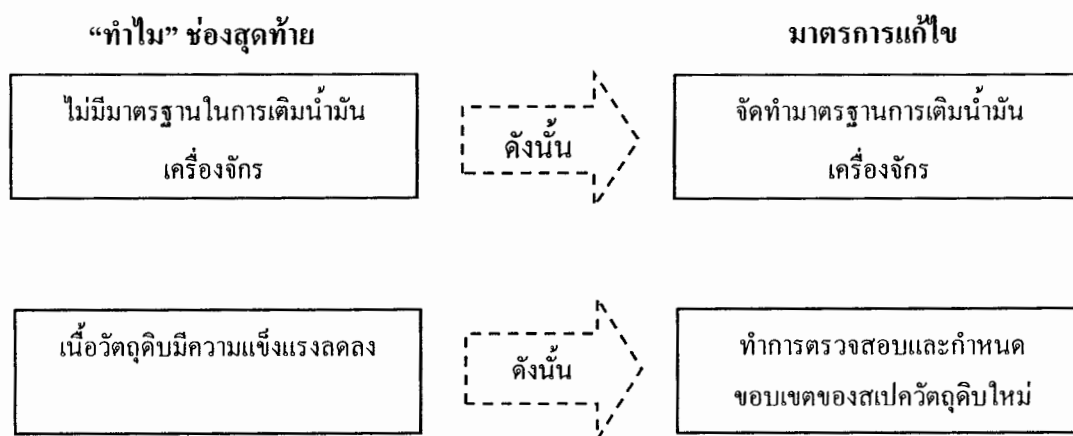 “ทำไม” ช่องสุดท้าย
มาตรการแก้ไข
ไม่มีมาตรฐานในการเติมน้ำมัน
เครื่องจักร
ดังนั้น
จัดทำมาตรฐานการเติมน้ำมัน
เครื่องจักร
เนื้อวัตถุดิบมีความแข็งแรงลดลง
ดังนั้น
ทำการตรวจสอบและกำหนด
ขอบเขตของสเปควัตถุดิบใหม่